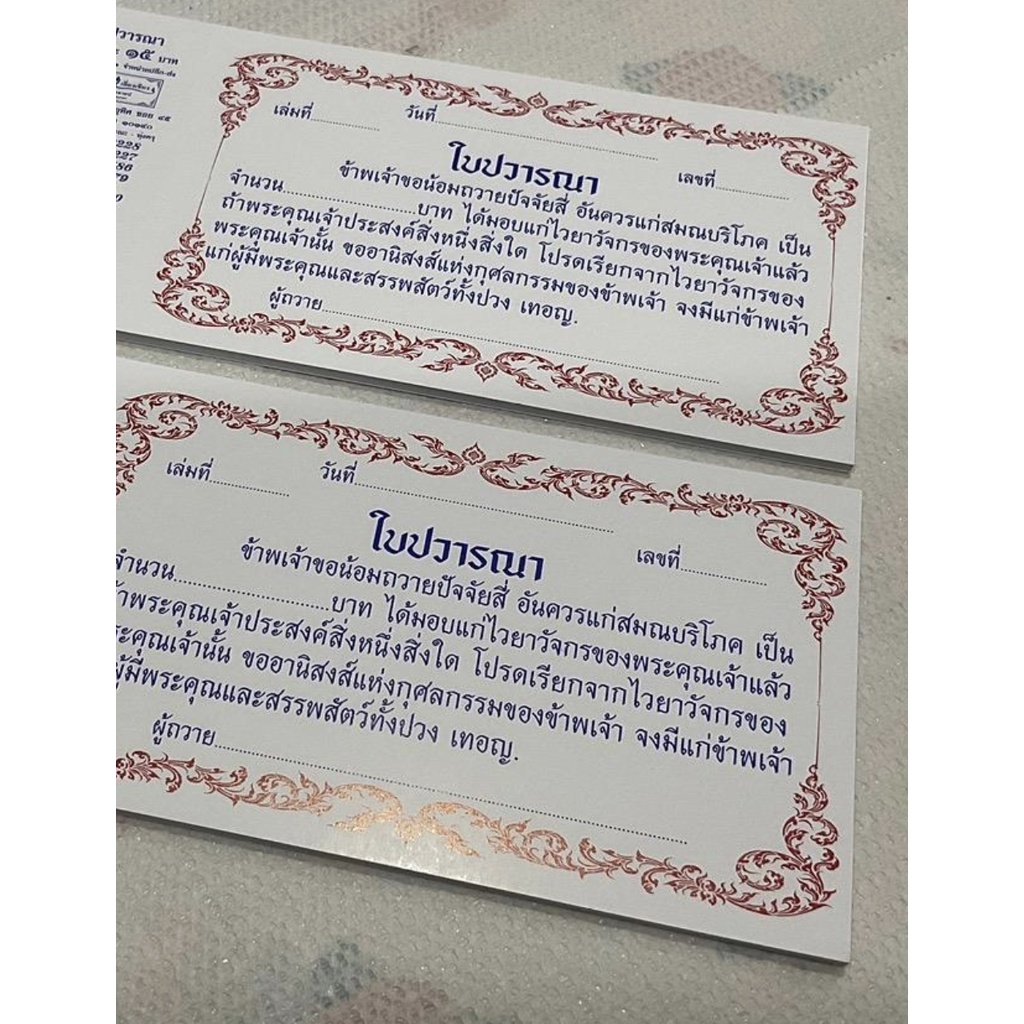 ปวารณา
๑๕ บาท
ซอย ๔๕
๑๐๑๔๐
228
227
86
79
เล่มที่.................... วันที่............................................................
ใบปวารณา เลขที่....................
ข้าพเจ้าขอน้อมถวายปัจจัยสี่ อันควรแก่สมณบริโภค เป็น
จำนวน..............................บาท ได้มอบแก่ไวยาวัจกรของพระคุณเจ้าแล้ว
ถ้าพระคุณเจ้าประสงค์สิ่งหนึ่งสิ่งใด โปรดเรียกจากไวยาวัจกรของ
พระคุณเจ้านั้น ขออานิสงส์แห่งกุศลกรรมของข้าพเจ้า จงมีแก่ข้าพเจ้า
แก่ผู้มีพระคุณและสรรพสัตว์ทั้งปวง เทอญ.
ผู้ถวาย............................................................
เล่มที่.................... วันที่............................................................
ใบปวารณา เลขที่....................
ข้าพเจ้าขอน้อมถวายปัจจัยสี่ อันควรแก่สมณบริโภค เป็น
จำนวน..............................บาท ได้มอบแก่ไวยาวัจกรของพระคุณเจ้าแล้ว
าพระคุณเจ้าประสงค์สิ่งหนึ่งสิ่งใด โปรดเรียกจากไวยาวัจกรของ
ะคุณเจ้านั้น ขออานิสงส์แห่งกุศลกรรมของข้าพเจ้า จงมีแก่ข้าพเจ้า
ผู้มีพระคุณและสรรพสัตว์ทั้งปวง เทอญ.
ผู้ถวาย............................................................